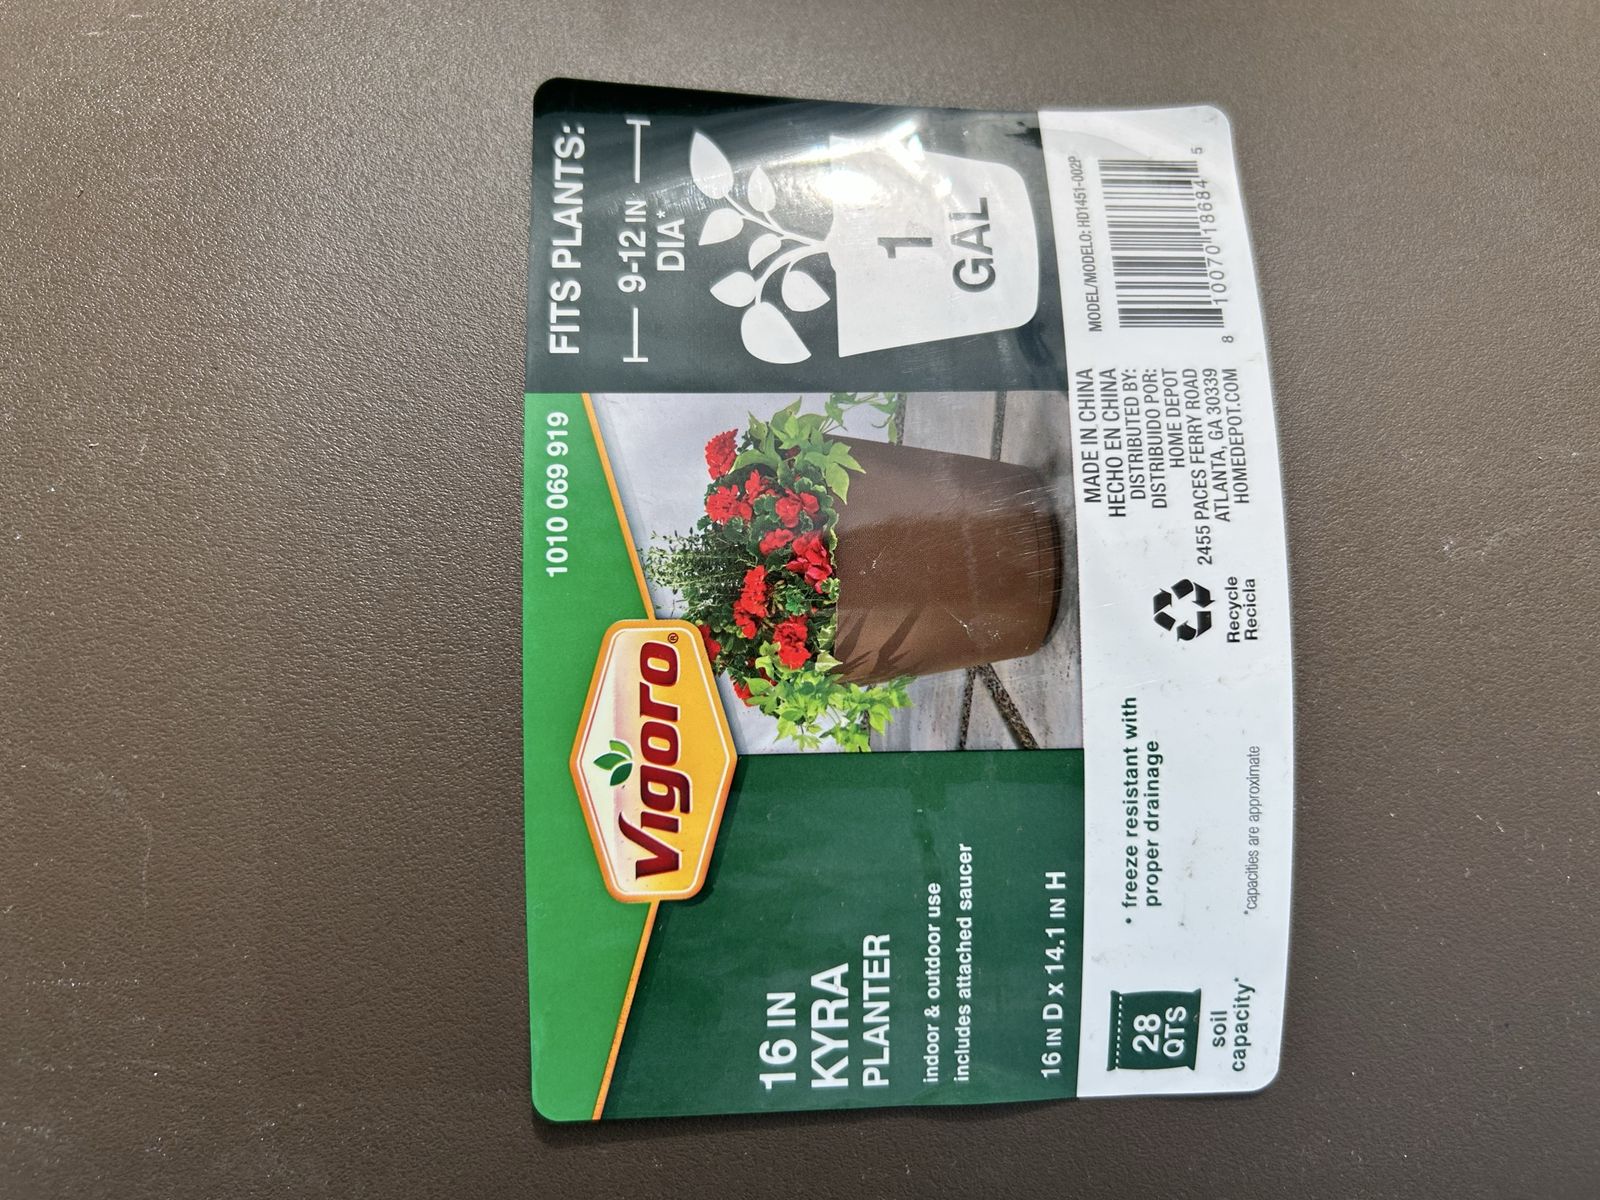 1010 069 919
Vigoro®
16 IN
KYRA
PLANTER
indoor & outdoor use
includes attached saucer
16 IN D x 14.1 IN H
FITS PLANTS:
9-12 IN
DIA*
1
GAL
28
QTS
soil
capacity*
• freeze resistant with
proper drainage
*capacities are approximate
Recycle
Recicla
MADE IN CHINA
HECHO EN CHINA
DISTRIBUTED BY:
DISTRIBUIDO POR:
HOME DEPOT
2455 PACES FERRY ROAD
ATLANTA, GA 30339
HOMEDEPOT.COM
MODEL/MODELO: HD1451-002P
8 10070 18684 5